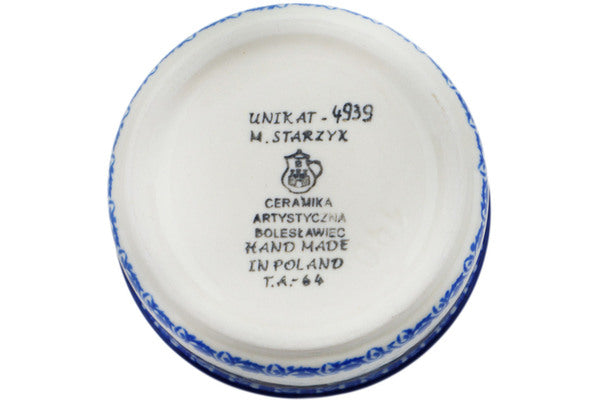 UNIKAT - 4939
M. STARZYK
CERAMIKA
ARTYSTYCZNA
BOLESŁAWIEC
HAND MADE
IN POLAND
T.A.-64